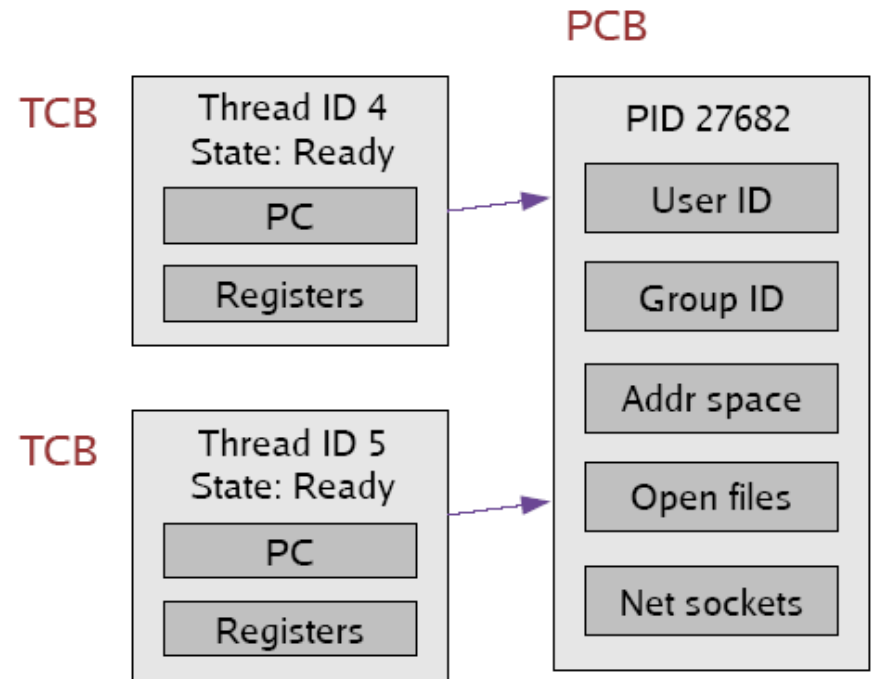 PCB
TCB
Thread ID 4
State: Ready
PC
Registers
TCB
Thread ID 5
State: Ready
PC
Registers
PID 27682
User ID
Group ID
Addr space
Open files
Net sockets